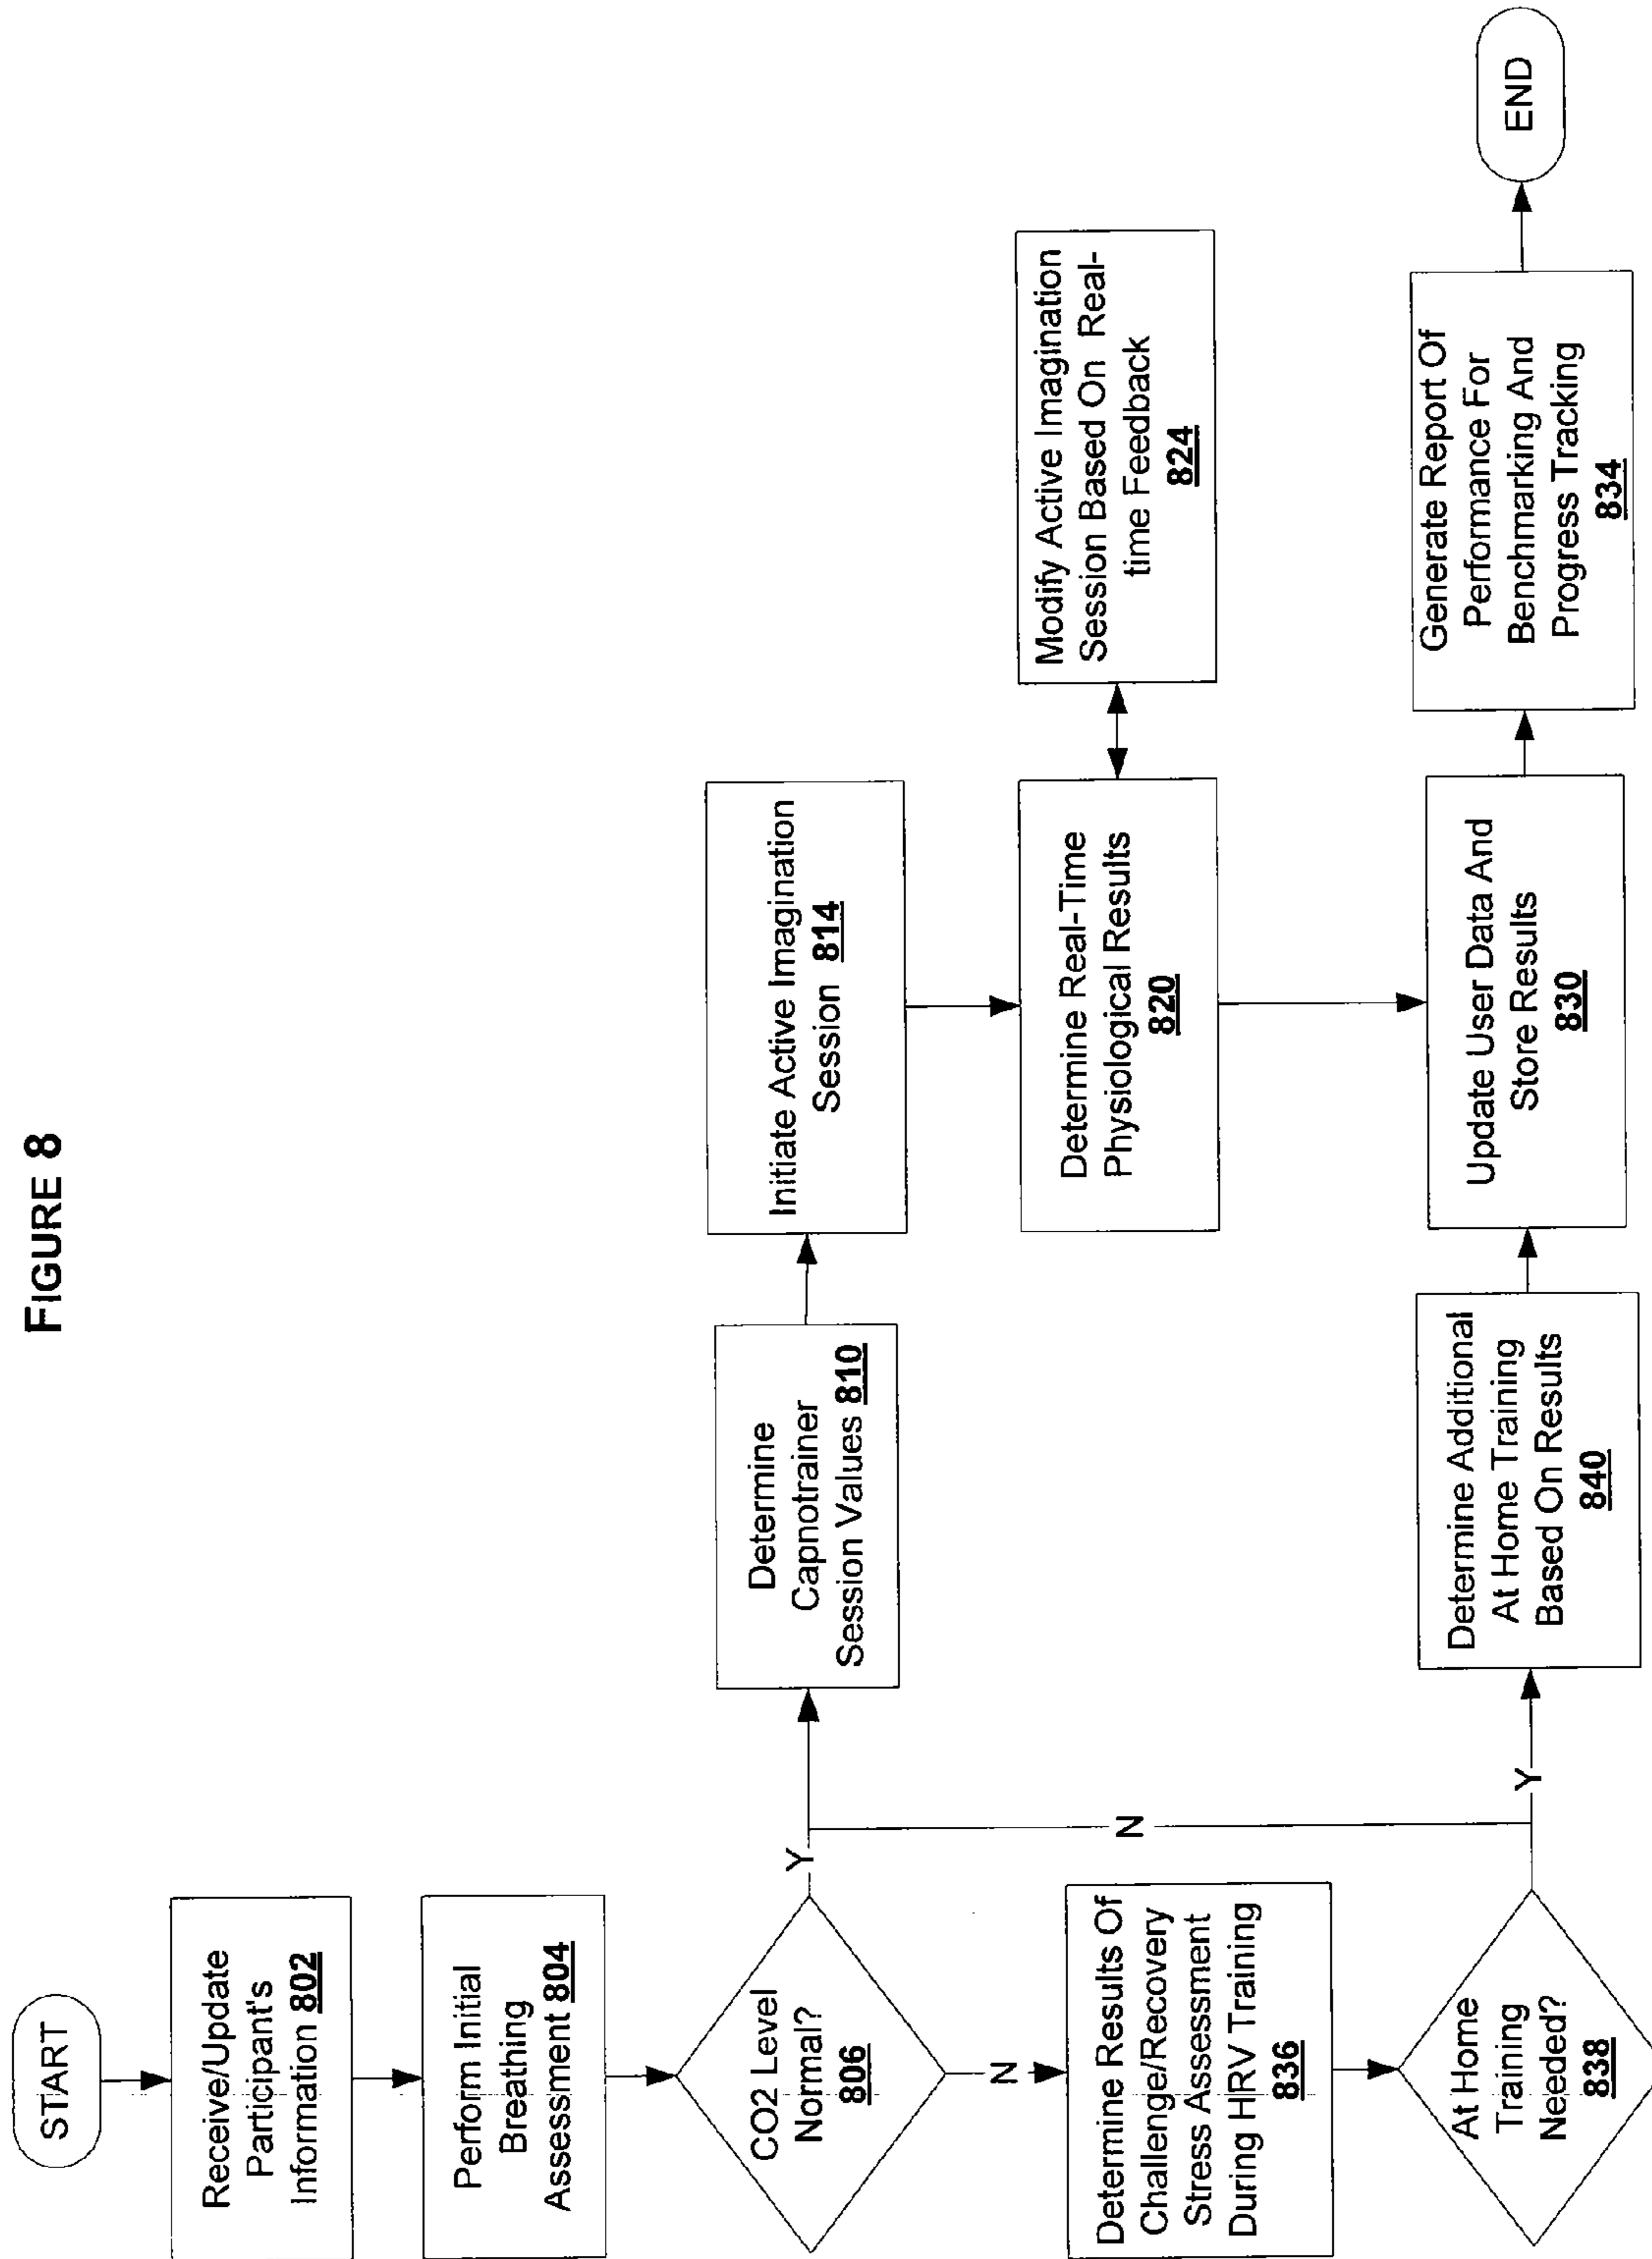 FIGURE 8
START
Receive/Update
Participant's
Information 802
Perform Initial
Breathing
Assessment 804
CO2 Level
Normal?
806
Y
N
Determine
Capnotrainer
Session Values 810
Initiate Active Imagination
Session 814
Determine Real-Time
Physiological Results
820
Modify Active Imagination
Session Based On Real-
time Feedback
824
Determine Results Of
Challenge/Recovery
Stress Assessment
During HRV Training
836
At Home
Training
Needed?
838
N
Y
Determine Additional
At Home Training
Based On Results
840
Update User Data And
Store Results
830
Generate Report Of
Performance For
Benchmarking And
Progress Tracking
834
END